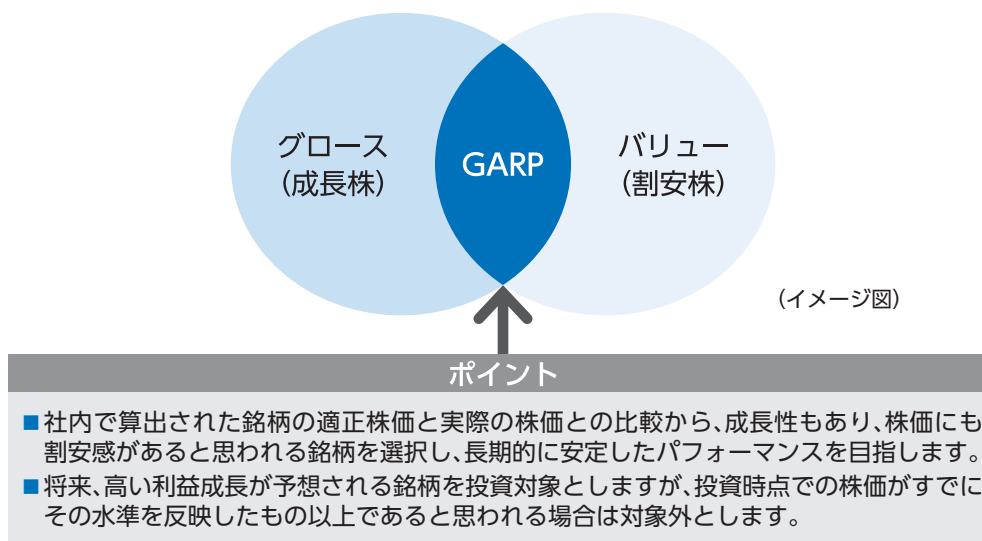 グロース
（成長株）
GARP
バリュー
（割安株）
（イメージ図）
ポイント
■社内で算出された銘柄の適正株価と実際の株価との比較から、成長性もあり、株価にも
割安感があると思われる銘柄を選択し、長期的に安定したパフォーマンスを目指します。
■将来、高い利益成長が予想される銘柄を投資対象としますが、投資時点での株価がすでに
その水準を反映したもの以上であると思われる場合は対象外とします。